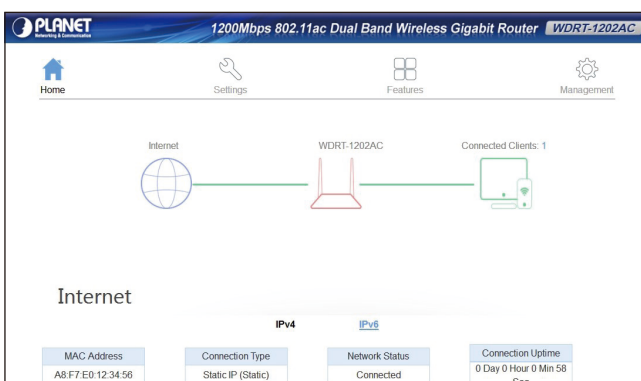 PLANET
Networking & Communication
1200Mbps 802.11ac Dual Band Wireless Gigabit Router WDRT-1202AC
Home Settings Features Management
Internet WDRT-1202AC Connected Clients: 1
Internet
IPv4 IPv6
MAC Address Connection Type Network Status Connection Uptime
A8:F7:E0:12:34:56 Static IP (Static) Connected 0 Day 0 Hour 0 Min 58